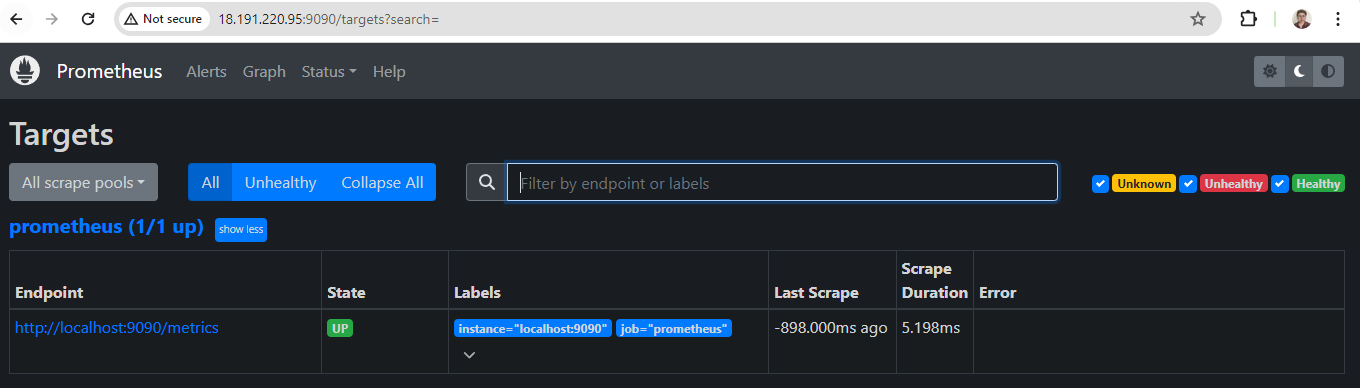 Not secure 18.191.220.95:9090/targets?search=
Prometheus Alerts Graph Status Help
Targets
All scrape pools All Unhealthy Collapse All Filter by endpoint or labels Unknown Unhealthy Healthy
prometheus (1/1 up) show less
Endpoint State Labels Last Scrape Scrape Duration Error
http://localhost:9090/metrics UP instance="localhost:9090" job="prometheus" -898.000ms ago 5.198ms